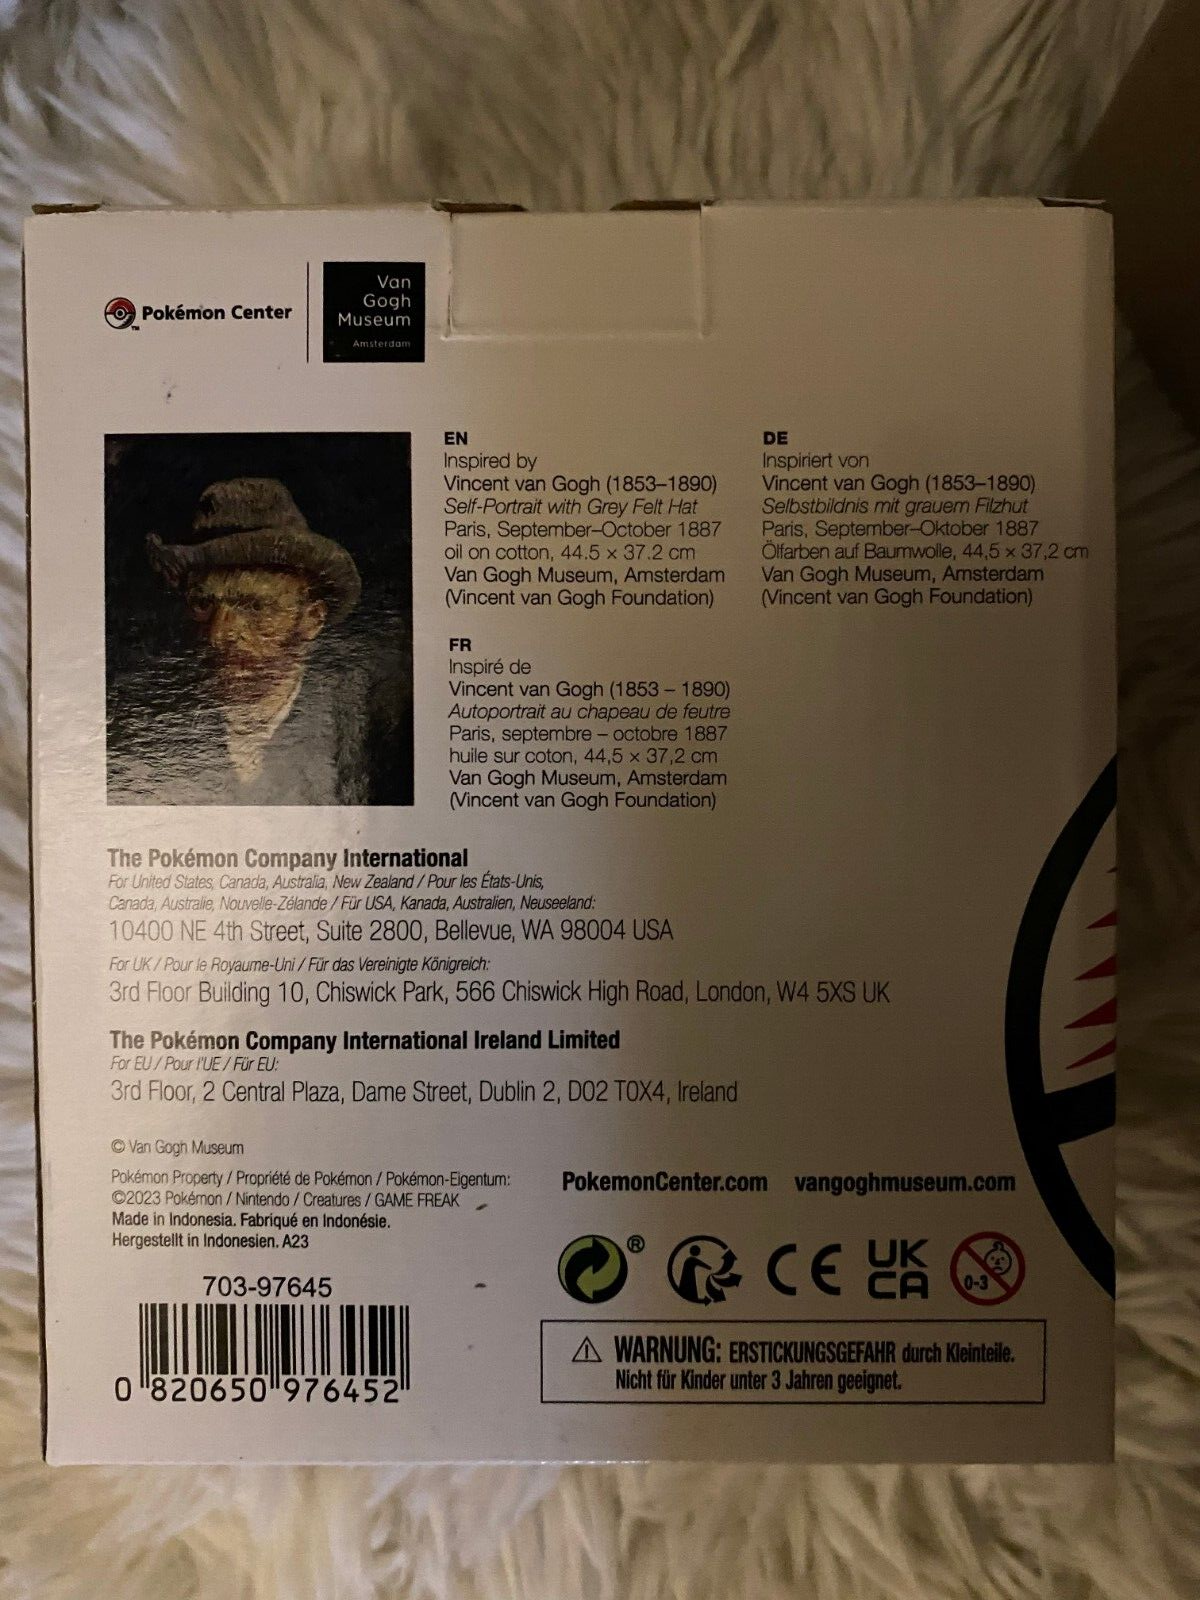 Pokémon Center
TM
Van
Gogh
Museum
Amsterdam
EN
Inspired by
Vincent van Gogh (1853–1890)
Self-Portrait with Grey Felt Hat
Paris, September–October 1887
oil on cotton, 44.5 × 37.2 cm
Van Gogh Museum, Amsterdam
(Vincent van Gogh Foundation)
DE
Inspiriert von
Vincent van Gogh (1853–1890)
Selbstbildnis mit grauem Filzhut
Paris, September–Oktober 1887
Ölfarben auf Baumwolle, 44,5 × 37,2 cm
Van Gogh Museum, Amsterdam
(Vincent van Gogh Foundation)
FR
Inspiré de
Vincent van Gogh (1853 – 1890)
Autoportrait au chapeau de feutre
Paris, septembre – octobre 1887
huile sur coton, 44,5 × 37,2 cm
Van Gogh Museum, Amsterdam
(Vincent van Gogh Foundation)
The Pokémon Company International
For United States, Canada, Australia, New Zealand / Pour les États-Unis,
Canada, Australie, Nouvelle-Zélande / Für USA, Kanada, Australien, Neuseeland:
10400 NE 4th Street, Suite 2800, Bellevue, WA 98004 USA
For UK / Pour le Royaume-Uni / Für das Vereinigte Königreich:
3rd Floor Building 10, Chiswick Park, 566 Chiswick High Road, London, W4 5XS UK
The Pokémon Company International Ireland Limited
For EU / Pour l'UE / Für EU:
3rd Floor, 2 Central Plaza, Dame Street, Dublin 2, D02 T0X4, Ireland
© Van Gogh Museum
Pokémon Property / Propriété de Pokémon / Pokémon-Eigentum:
©2023 Pokémon / Nintendo / Creatures / GAME FREAK
Made in Indonesia. Fabriqué en Indonésie.
Hergestellt in Indonesien. A23
PokemonCenter.com vangoghmuseum.com
®
CE
UK
CA
0-3
703-97645
0 820650 976452
WARNUNG: ERSTICKUNGSGEFAHR durch Kleinteile.
Nicht für Kinder unter 3 Jahren geeignet.